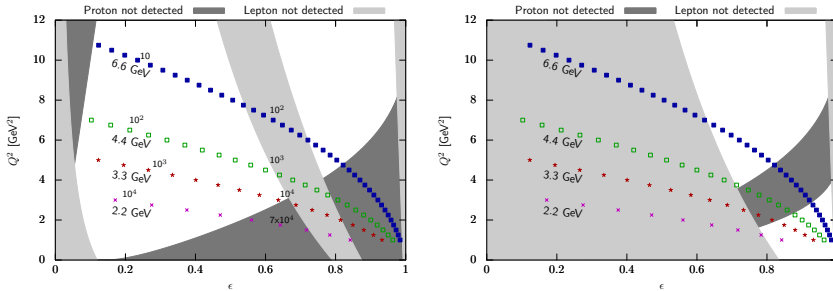 Proton not detected Lepton not detected
12
10
8
6
4
2
0
Q² [GeV²]
6.6 GeV
10
10²
4.4 GeV
10²
10³
3.3 GeV
10³
10⁴
2.2 GeV
10⁴
7×10⁴
0 0.2 0.4 0.6 0.8 1
ϵ
Proton not detected Lepton not detected
12
10
8
6
4
2
0
Q² [GeV²]
6.6 GeV
4.4 GeV
3.3 GeV
2.2 GeV
0 0.2 0.4 0.6 0.8 1
ϵ